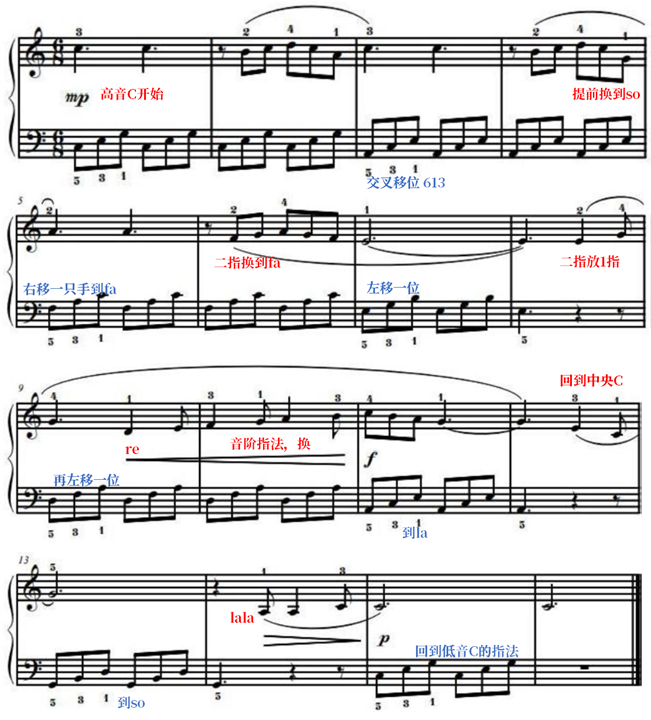 3 2 4 1 3 2 4 1
6 8
mp 高音C开始 提前换到so
6 8
5 3 1 5 3 1
交叉移位 613
5 2 2 4 1 2 1
二指换到fa 二指放1指
右移一只手到fa 左移一位
5 3 1 5 3 1 5
回到中央C
9 4 1 3 1 3 4 1 3 1
re 音阶指法,换
f
再左移一位
5 3 1 5 3 1 5
到la
13 5 1 3
lala
p
回到低音C的指法
5 3 1 5 5 3 1
到so